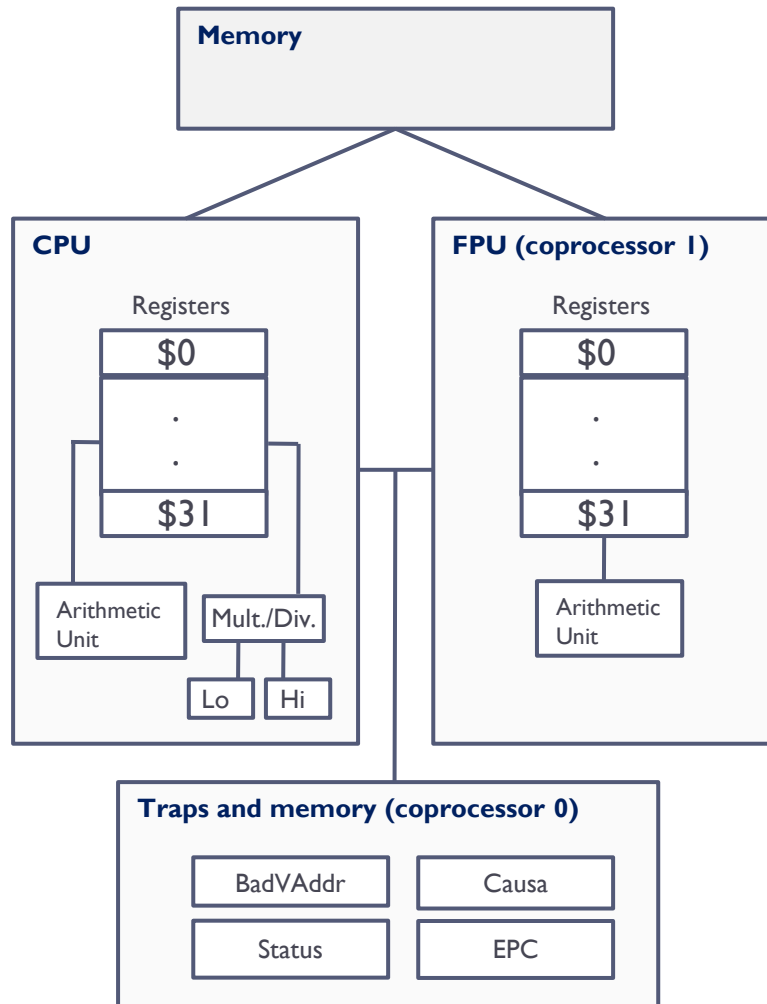 Memory
CPU
Registers
$0
.
.
$31
Arithmetic
Unit
Mult./Div.
Lo
Hi
FPU (coprocessor 1)
Registers
$0
.
.
$31
Arithmetic
Unit
Traps and memory (coprocessor 0)
BadVAddr
Causa
Status
EPC